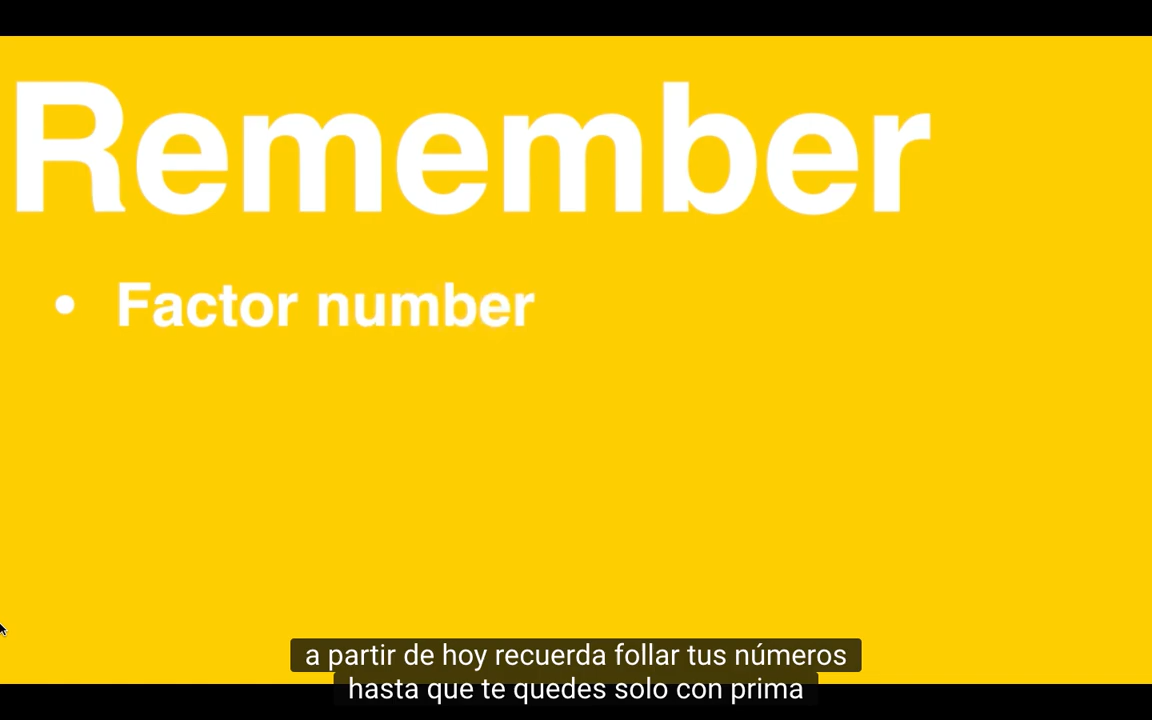 Remember
• Factor number
a partir de hoy recuerda follar tus números
hasta que te quedes solo con prima